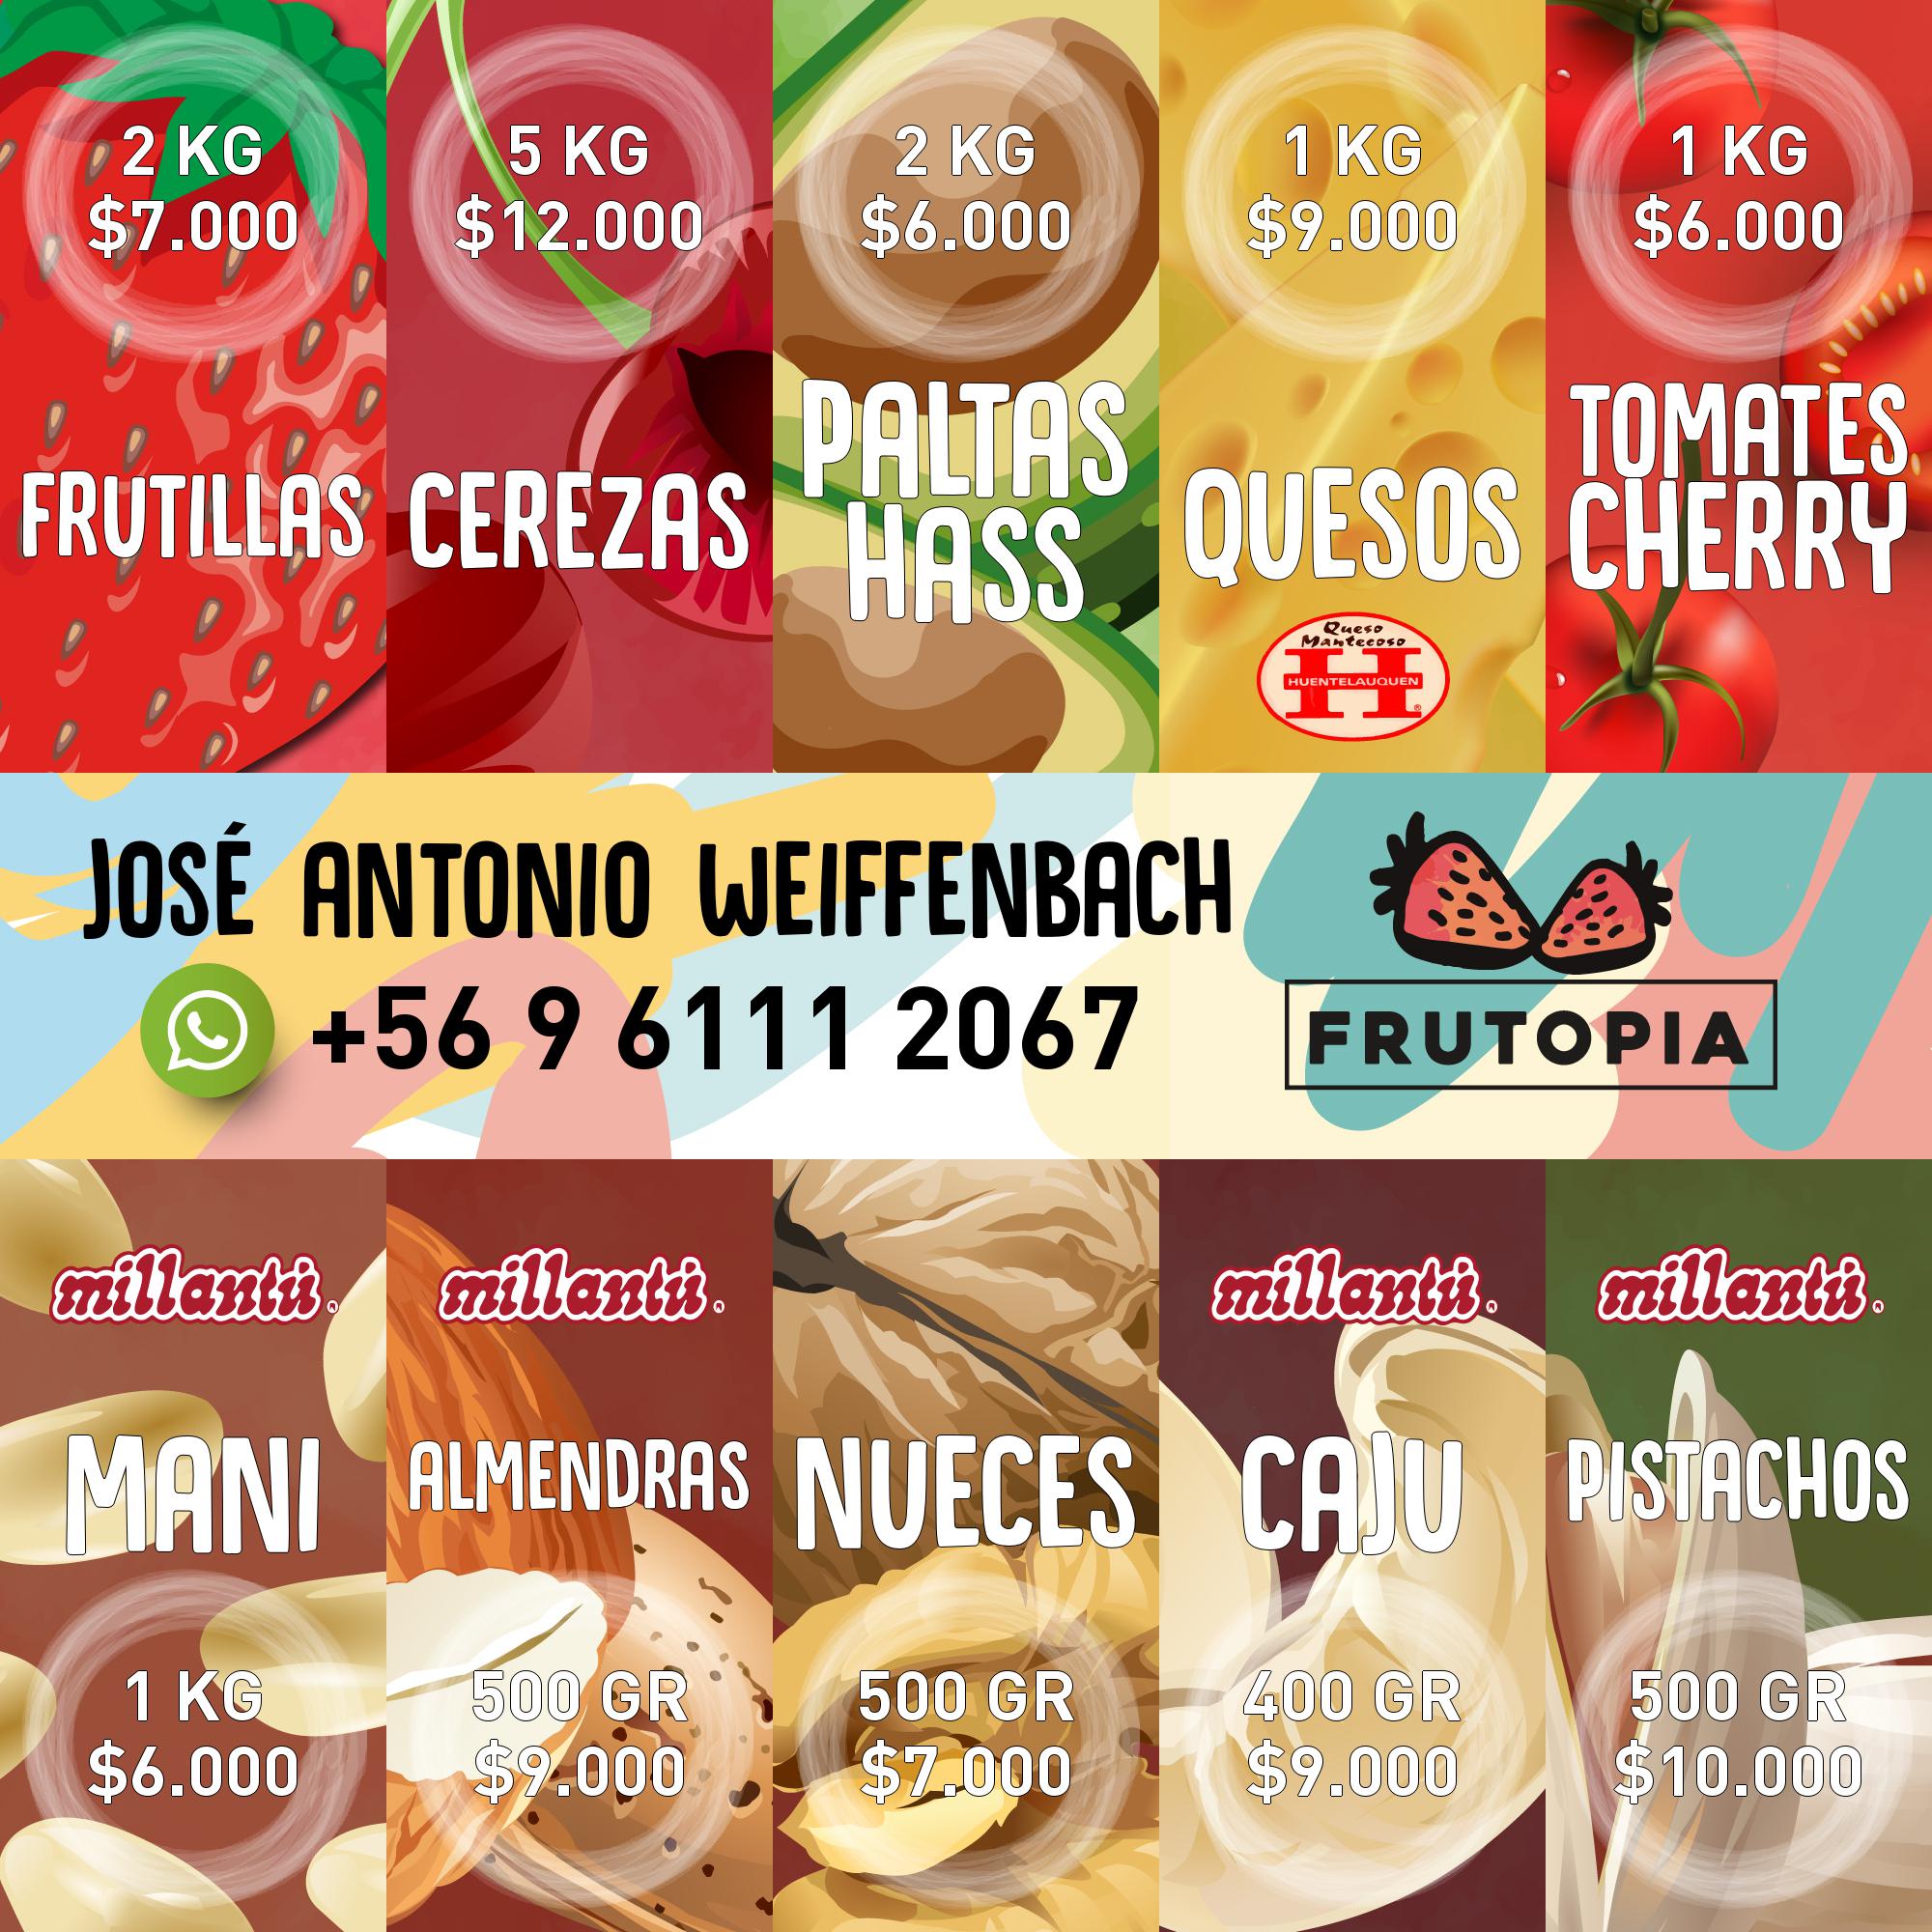 2 KG
$7.000
FRUTILLAS
5 KG
$12.000
CEREZAS
2 KG
$6.000
PALTAS
HASS
1 KG
$9.000
QUESOS
Queso
Mantecoso
H
HUENTELAUQUEN
®
1 KG
$6.000
TOMATES
CHERRY
JOSÉ ANTONIO WEIFFENBACH
+56 9 6111 2067
FRUTOPIA
millantú®
MANI
1 KG
$6.000
millantú®
ALMENDRAS
500 GR
$9.000
NUECES
500 GR
$7.000
millantú®
CAJU
400 GR
$9.000
millantú®
PISTACHOS
500 GR
$10.000